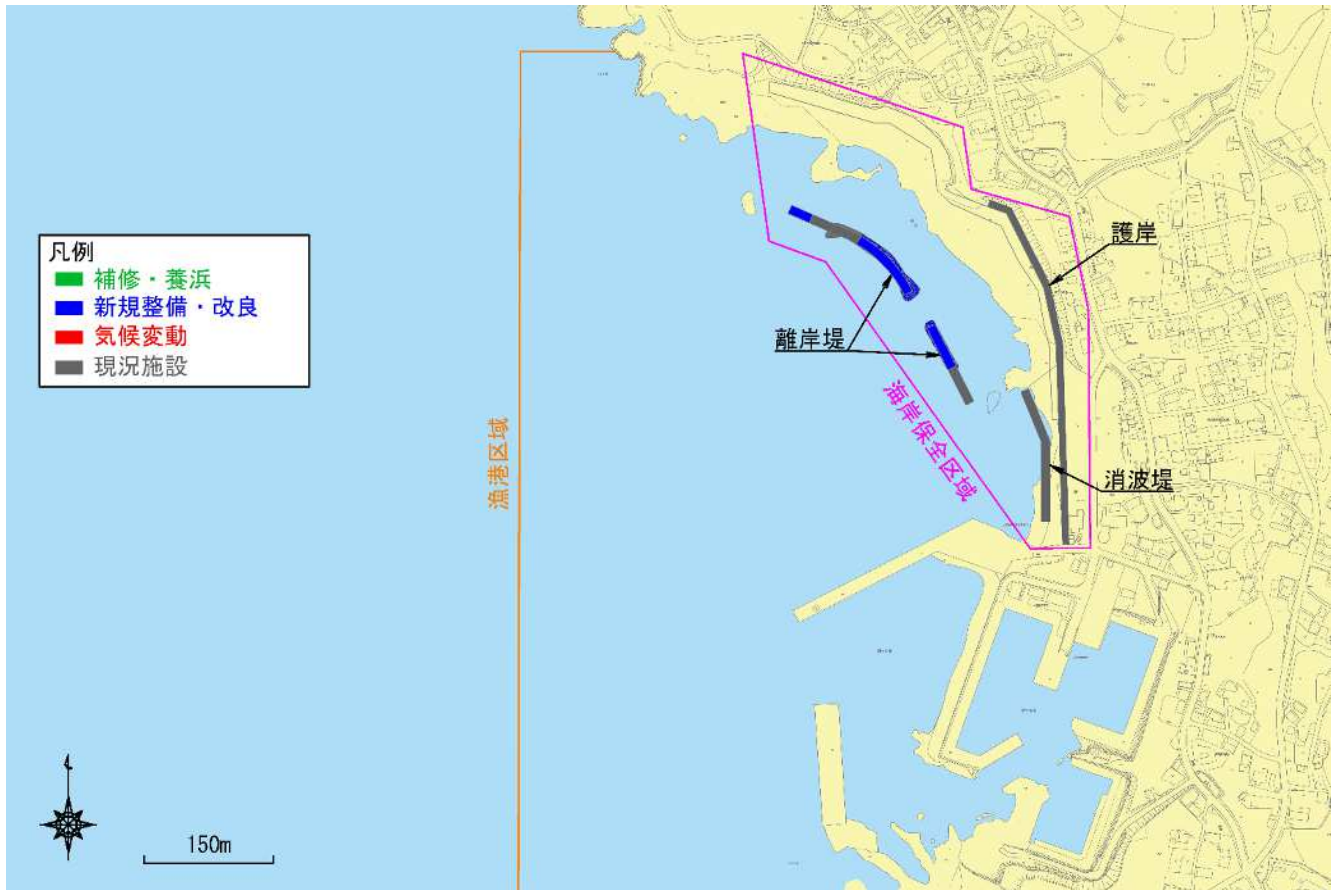 凡例
補修・養浜
新規整備・改良
気候変動
現況施設
護岸
離岸堤
海岸保全区域
漁港区域
消波堤
150m